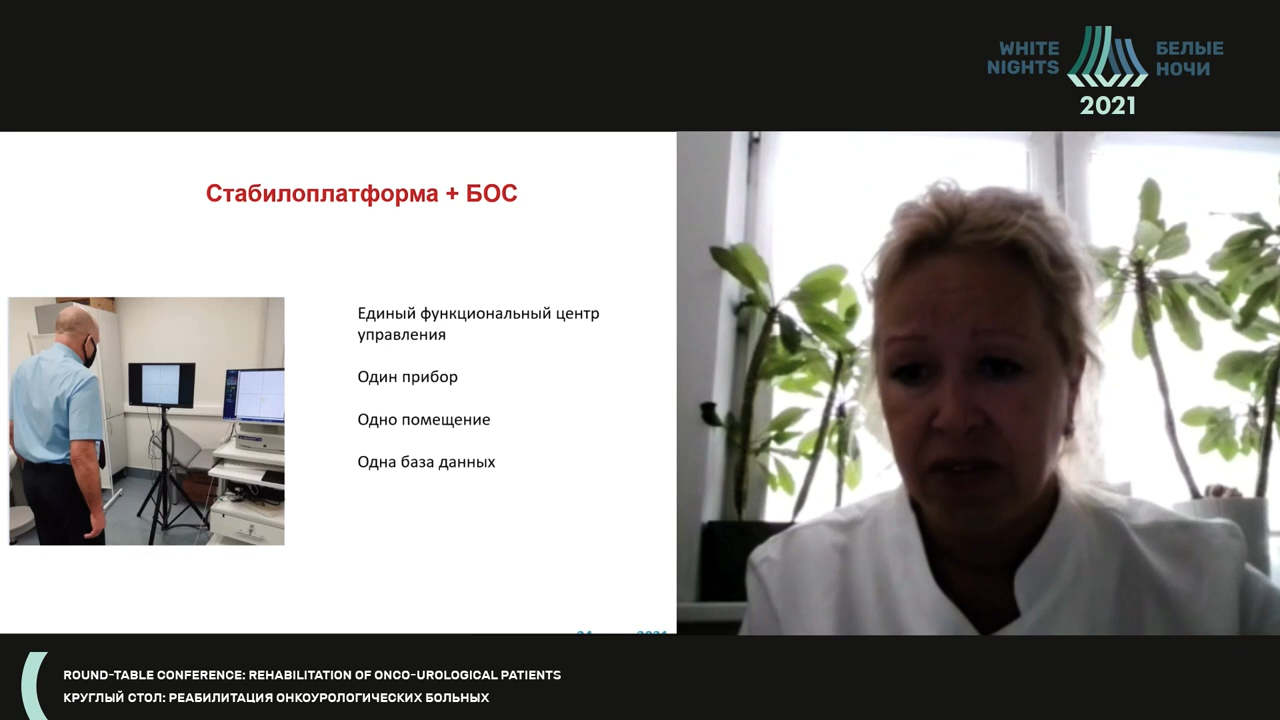 WHITE
NIGHTS
БЕЛЫЕ
НОЧИ
2021
Стабилоплатформа + БОС
Единый функциональный центр
управления
Один прибор
Одно помещение
Одна база данных
ROUND-TABLE CONFERENCE: REHABILITATION OF ONCO-UROLOGICAL PATIENTS
КРУГЛЫЙ СТОЛ: РЕАБИЛИТАЦИЯ ОНКОУРОЛОГИЧЕСКИХ БОЛЬНЫХ